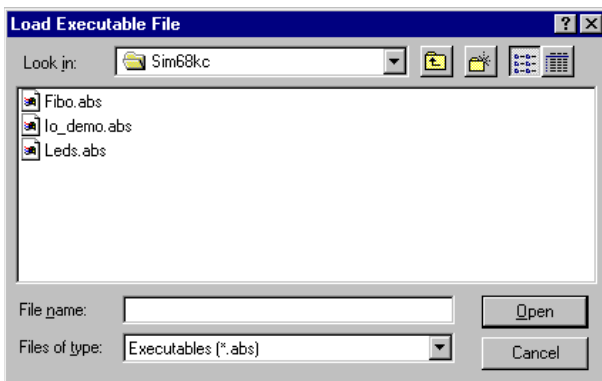 Load Executable File
Look in: Sim68kc
Fibo.abs
Io_demo.abs
Leds.abs
File name: Open
Files of type: Executables (*.abs) Cancel